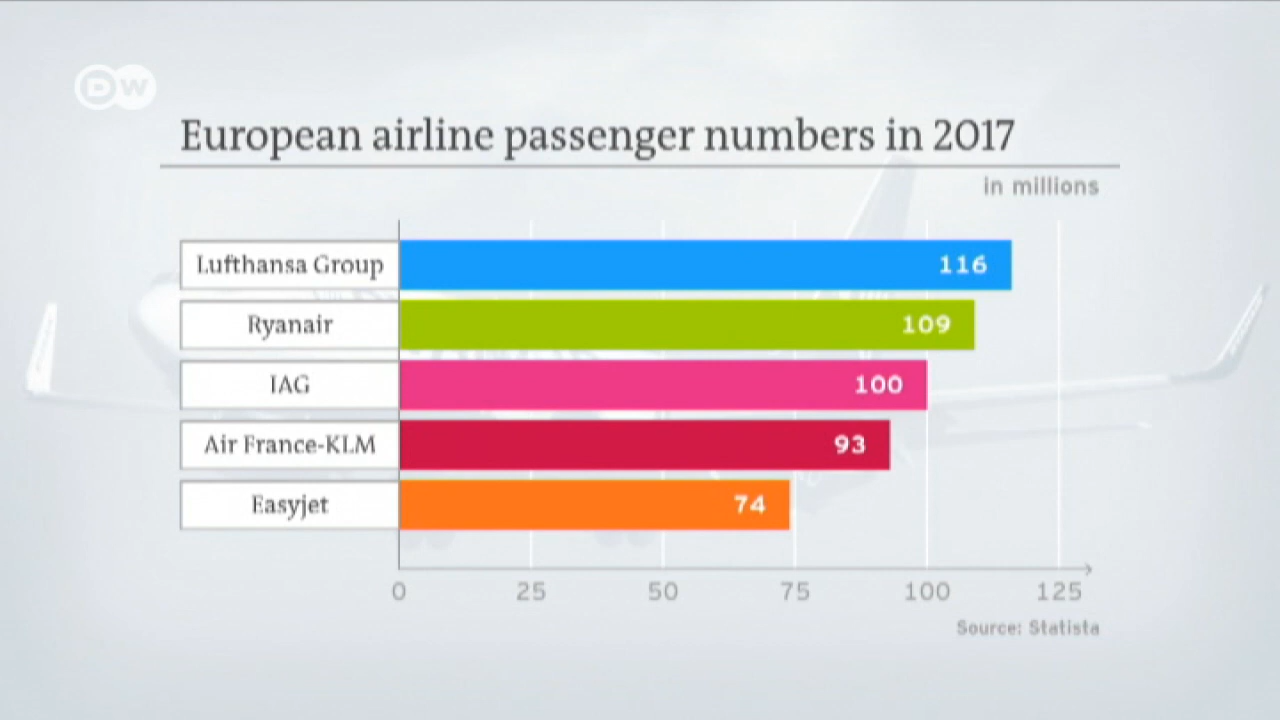 DW
European airline passenger numbers in 2017
in millions
Lufthansa Group 116
Ryanair 109
IAG 100
Air France-KLM 93
Easyjet 74
0 25 50 75 100 125
Source: Statista